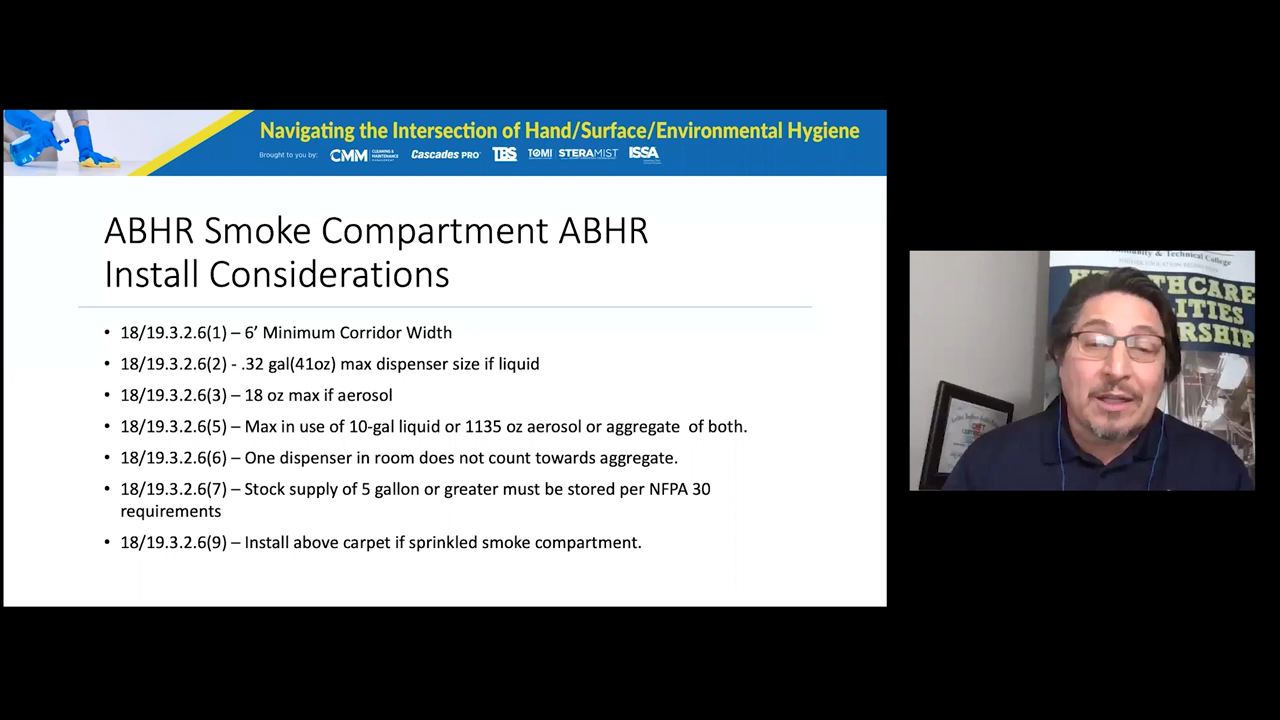 Navigating the Intersection of Hand/Surface/Environmental Hygiene
Brought to you by: CMM CLEANING & MAINTENANCE MANAGEMENT Cascades PRO TBS TOMI STERAMIST ISSA
ABHR Smoke Compartment ABHR
Install Considerations
• 18/19.3.2.6(1) – 6’ Minimum Corridor Width
• 18/19.3.2.6(2) - .32 gal(41oz) max dispenser size if liquid
• 18/19.3.2.6(3) – 18 oz max if aerosol
• 18/19.3.2.6(5) – Max in use of 10-gal liquid or 1135 oz aerosol or aggregate of both.
• 18/19.3.2.6(6) – One dispenser in room does not count towards aggregate.
• 18/19.3.2.6(7) – Stock supply of 5 gallon or greater must be stored per NFPA 30
requirements
• 18/19.3.2.6(9) – Install above carpet if sprinkled smoke compartment.
& Technical College